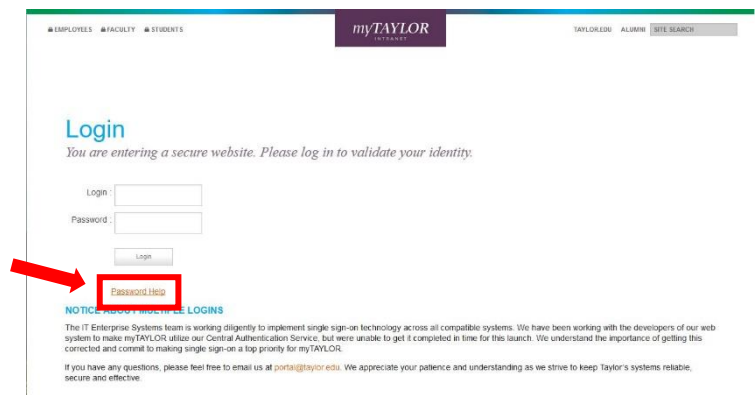 EMPLOYEES FACULTY STUDENTS
myTAYLOR
INTRANET
TAYLOR.EDU ALUMNI SITE SEARCH
Login
You are entering a secure website. Please log in to validate your identity.
Login :
Password :
Login
Password Help
NOTICE ABOUT MULTIPLE LOGINS
The IT Enterprise Systems team is working diligently to implement single sign-on technology across all compatible systems. We have been working with the developers of our web
system to make myTAYLOR utilize our Central Authentication Service, but were unable to get it completed in time for this launch. We understand the importance of getting this
corrected and commit to making single sign-on a top priority for myTAYLOR.
If you have any questions, please feel free to email us at portal@taylor.edu. We appreciate your patience and understanding as we strive to keep Taylor's systems reliable,
secure and effective.